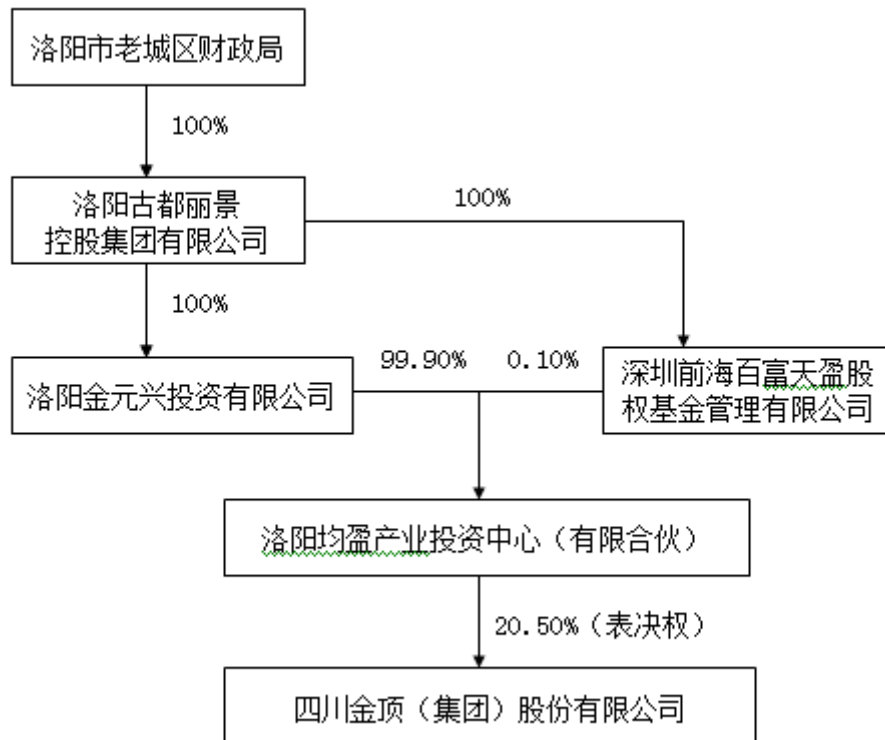 洛阳市老城区财政局
100%
洛阳古都丽景
控股集团有限公司
100%
100%
洛阳金元兴投资有限公司
99.90%
0.10%
深圳前海百富天盈股
权基金管理有限公司
洛阳均盈产业投资中心（有限合伙）
20.50%（表决权）
四川金顶（集团）股份有限公司